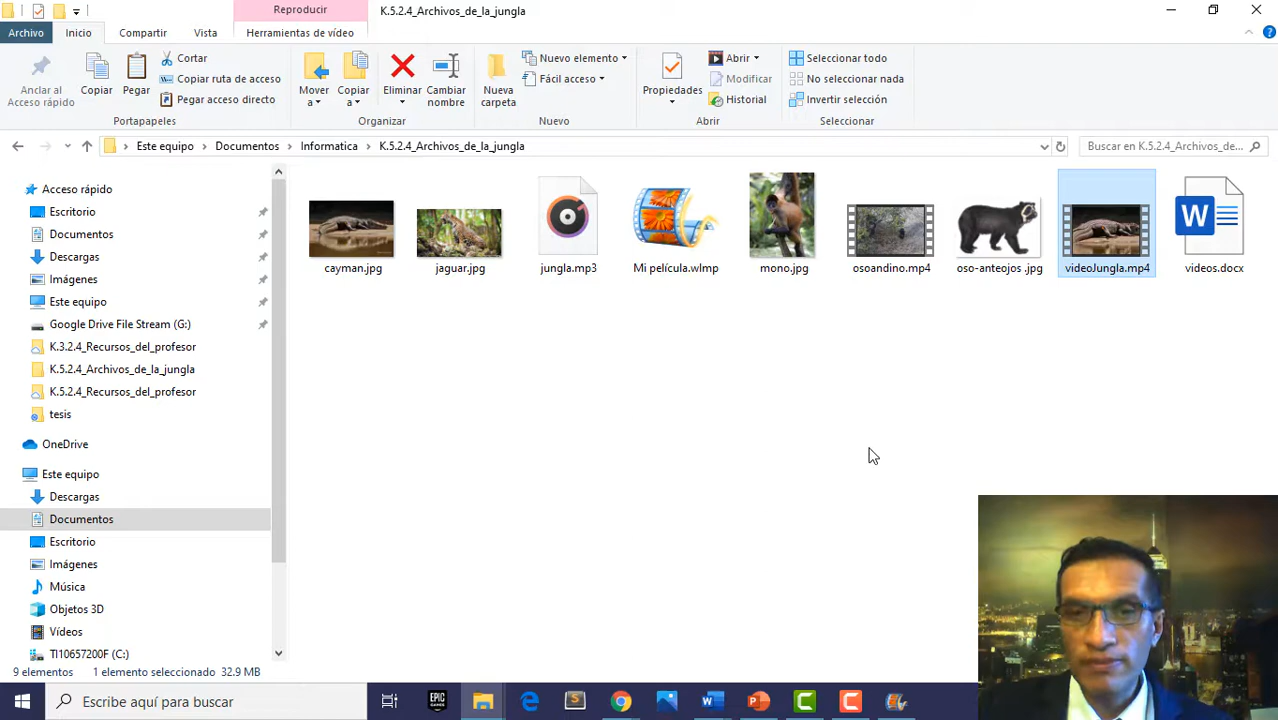 Reproducir
K.5.2.4_Archivos_de_la_jungla
Archivo
Inicio
Compartir
Vista
Herramientas de vídeo
Anclar al
Acceso rápido
Copiar
Pegar
Cortar
Copiar ruta de acceso
Pegar acceso directo
Portapapeles
Mover
a
Copiar
a
Eliminar
Cambiar
nombre
Organizar
Nueva
carpeta
Nuevo elemento
Fácil acceso
Nuevo
Propiedades
Abrir
Modificar
Historial
Abrir
Seleccionar todo
No seleccionar nada
Invertir selección
Seleccionar
Este equipo
Documentos
Informatica
K.5.2.4_Archivos_de_la_jungla
Buscar en K.5.2.4_Archivos_de...
Acceso rápido
Escritorio
Documentos
Descargas
Imágenes
Este equipo
Google Drive File Stream (G:)
K.3.2.4_Recursos_del_profesor
K.5.2.4_Archivos_de_la_jungla
K.5.2.4_Recursos_del_profesor
tesis
OneDrive
Este equipo
Descargas
Documentos
Escritorio
Imágenes
Música
Objetos 3D
Vídeos
TI10657200F (C:)
cayman.jpg
jaguar.jpg
jungla.mp3
Mi película.wlmp
mono.jpg
osoandino.mp4
oso-anteojos .jpg
videoJungla.mp4
W
videos.docx
9 elementos
1 elemento seleccionado 32.9 MB
Escribe aquí para buscar
EPIC
GAMES
S
W
P
C
C